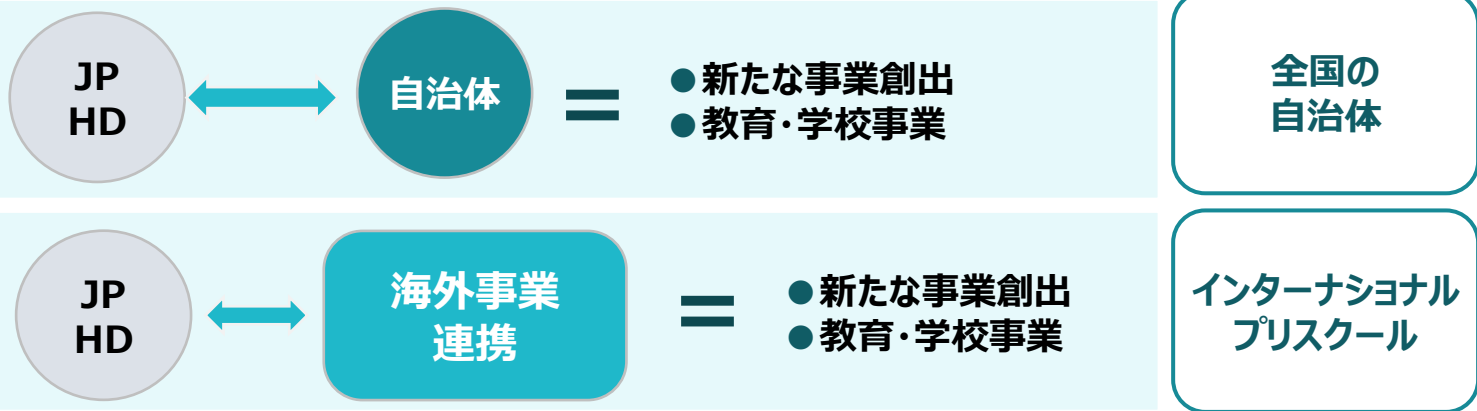 JP
HD
自治体
=
●新たな事業創出
●教育・学校事業
全国の
自治体
JP
HD
海外事業
連携
=
●新たな事業創出
●教育・学校事業
インターナショナル
プリスクール